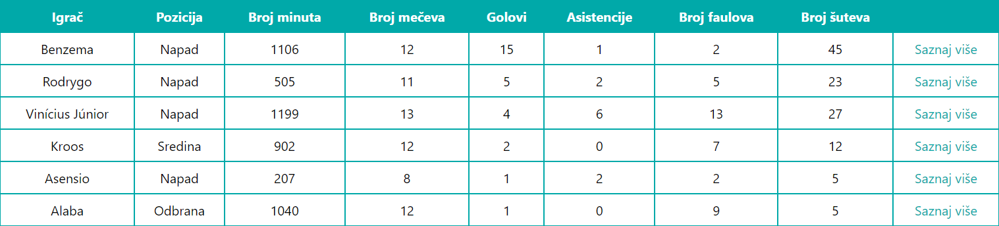 Igrač Pozicija Broj minuta Broj mečeva Golovi Asistencije Broj faulova Broj šuteva
Benzema Napad 1106 12 15 1 2 45 Saznaj više
Rodrygo Napad 505 11 5 2 5 23 Saznaj više
Vinícius Júnior Napad 1199 13 4 6 13 27 Saznaj više
Kroos Sredina 902 12 2 0 7 12 Saznaj više
Asensio Napad 207 8 1 2 2 5 Saznaj više
Alaba Odbrana 1040 12 1 0 9 5 Saznaj više